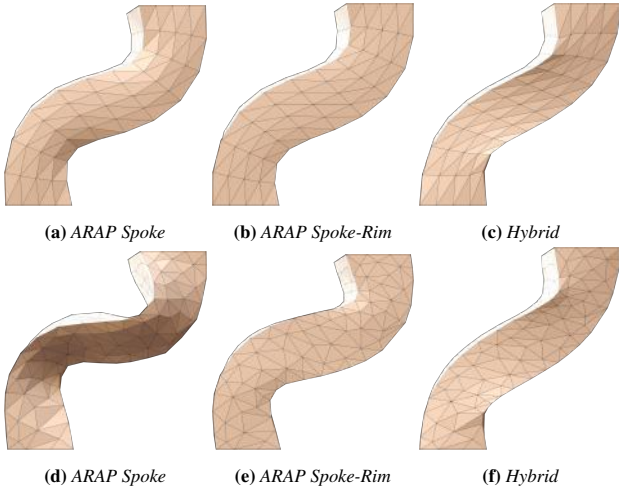 (a) ARAP Spoke
(b) ARAP Spoke-Rim
(c) Hybrid
(d) ARAP Spoke
(e) ARAP Spoke-Rim
(f) Hybrid